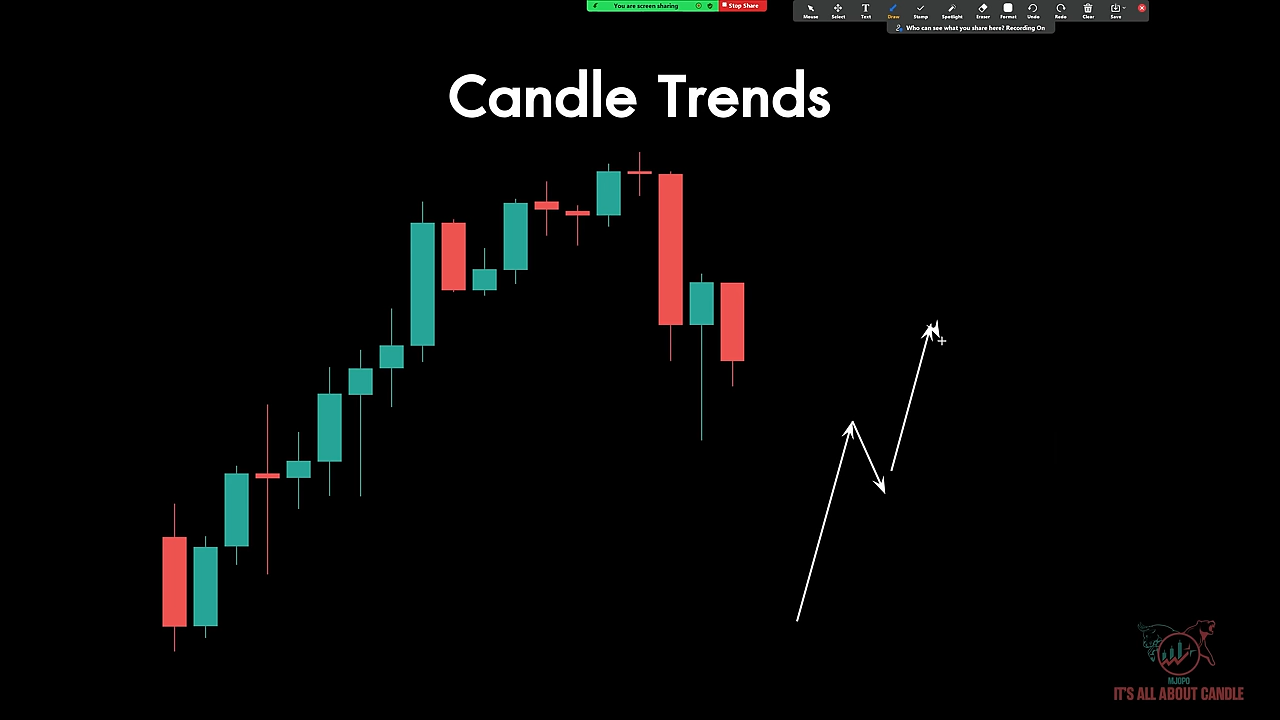 You are screen sharing
Stop Share
Mouse
Select
Text
Draw
Stamp
Spotlight
Eraser
Format
Undo
Redo
Clear
Save
Who can see what you share here? Recording On
Candle Trends
MJOPO
IT'S ALL ABOUT CANDLE